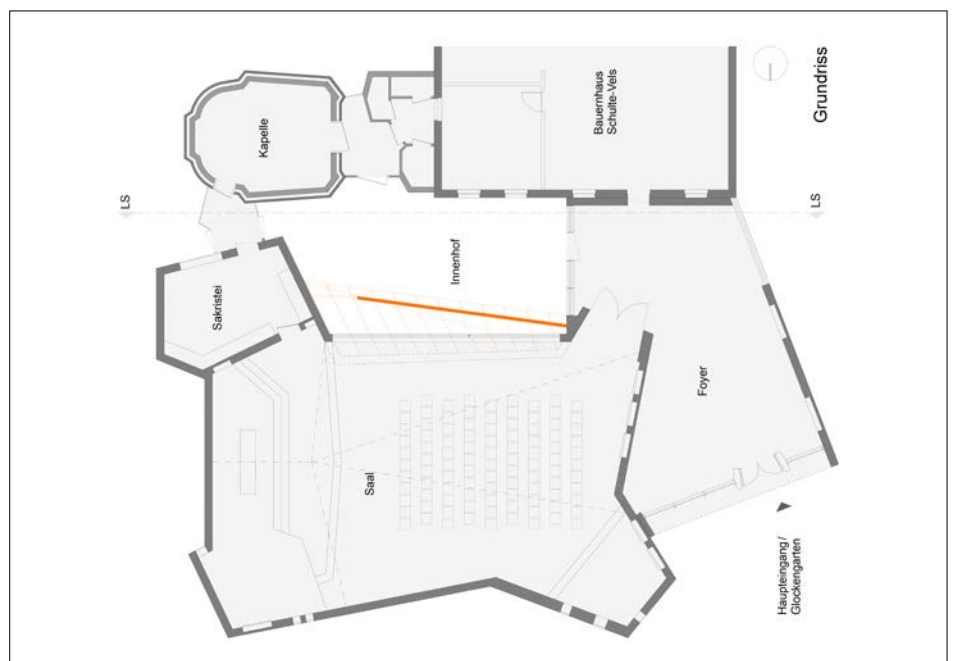 Grundriss
Bauernhaus
Schulte-Vels
Kapelle
LS
LS
Innenhof
Sakristei
Foyer
Saal
Haupteingang /
Glockengarten